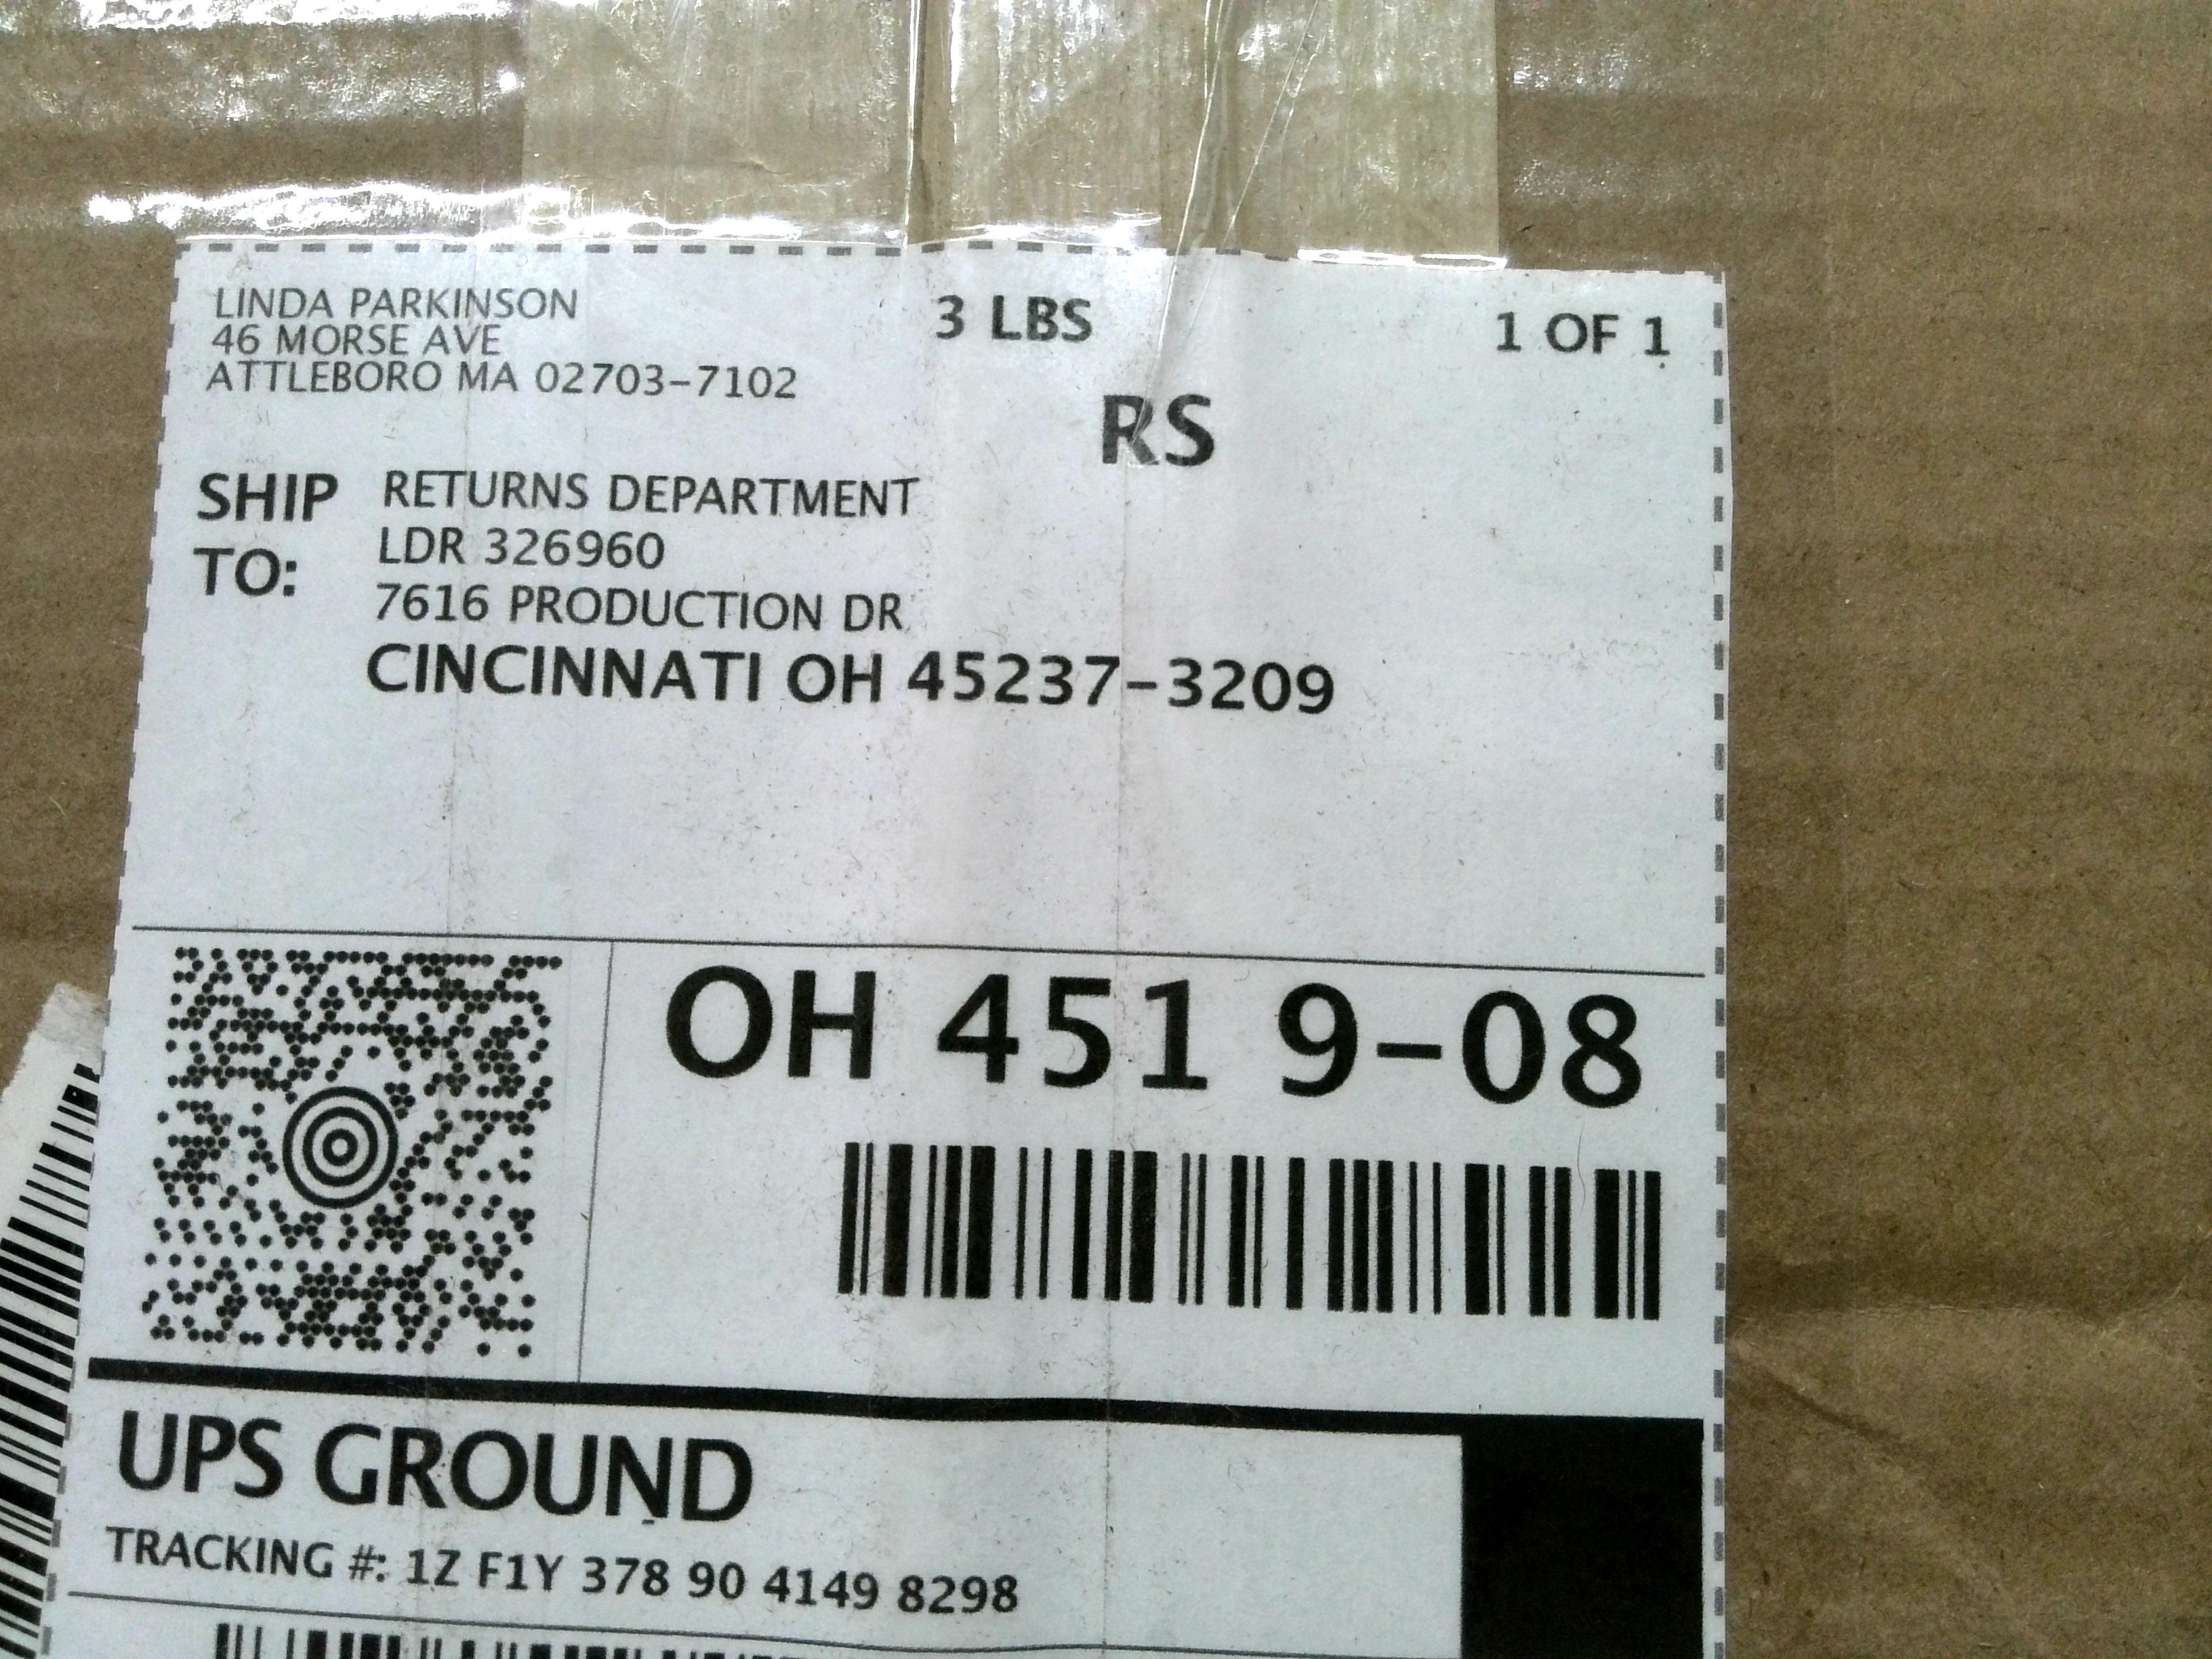 LINDA PARKINSON
46 MORSE AVE
ATTLEBORO MA 02703-7102
3 LBS
1 OF 1
RS
SHIP TO:
RETURNS DEPARTMENT
LDR 326960
7616 PRODUCTION DR
CINCINNATI OH 45237-3209
OH 451 9-08
UPS GROUND
TRACKING #: 1Z F1Y 378 90 4149 8298